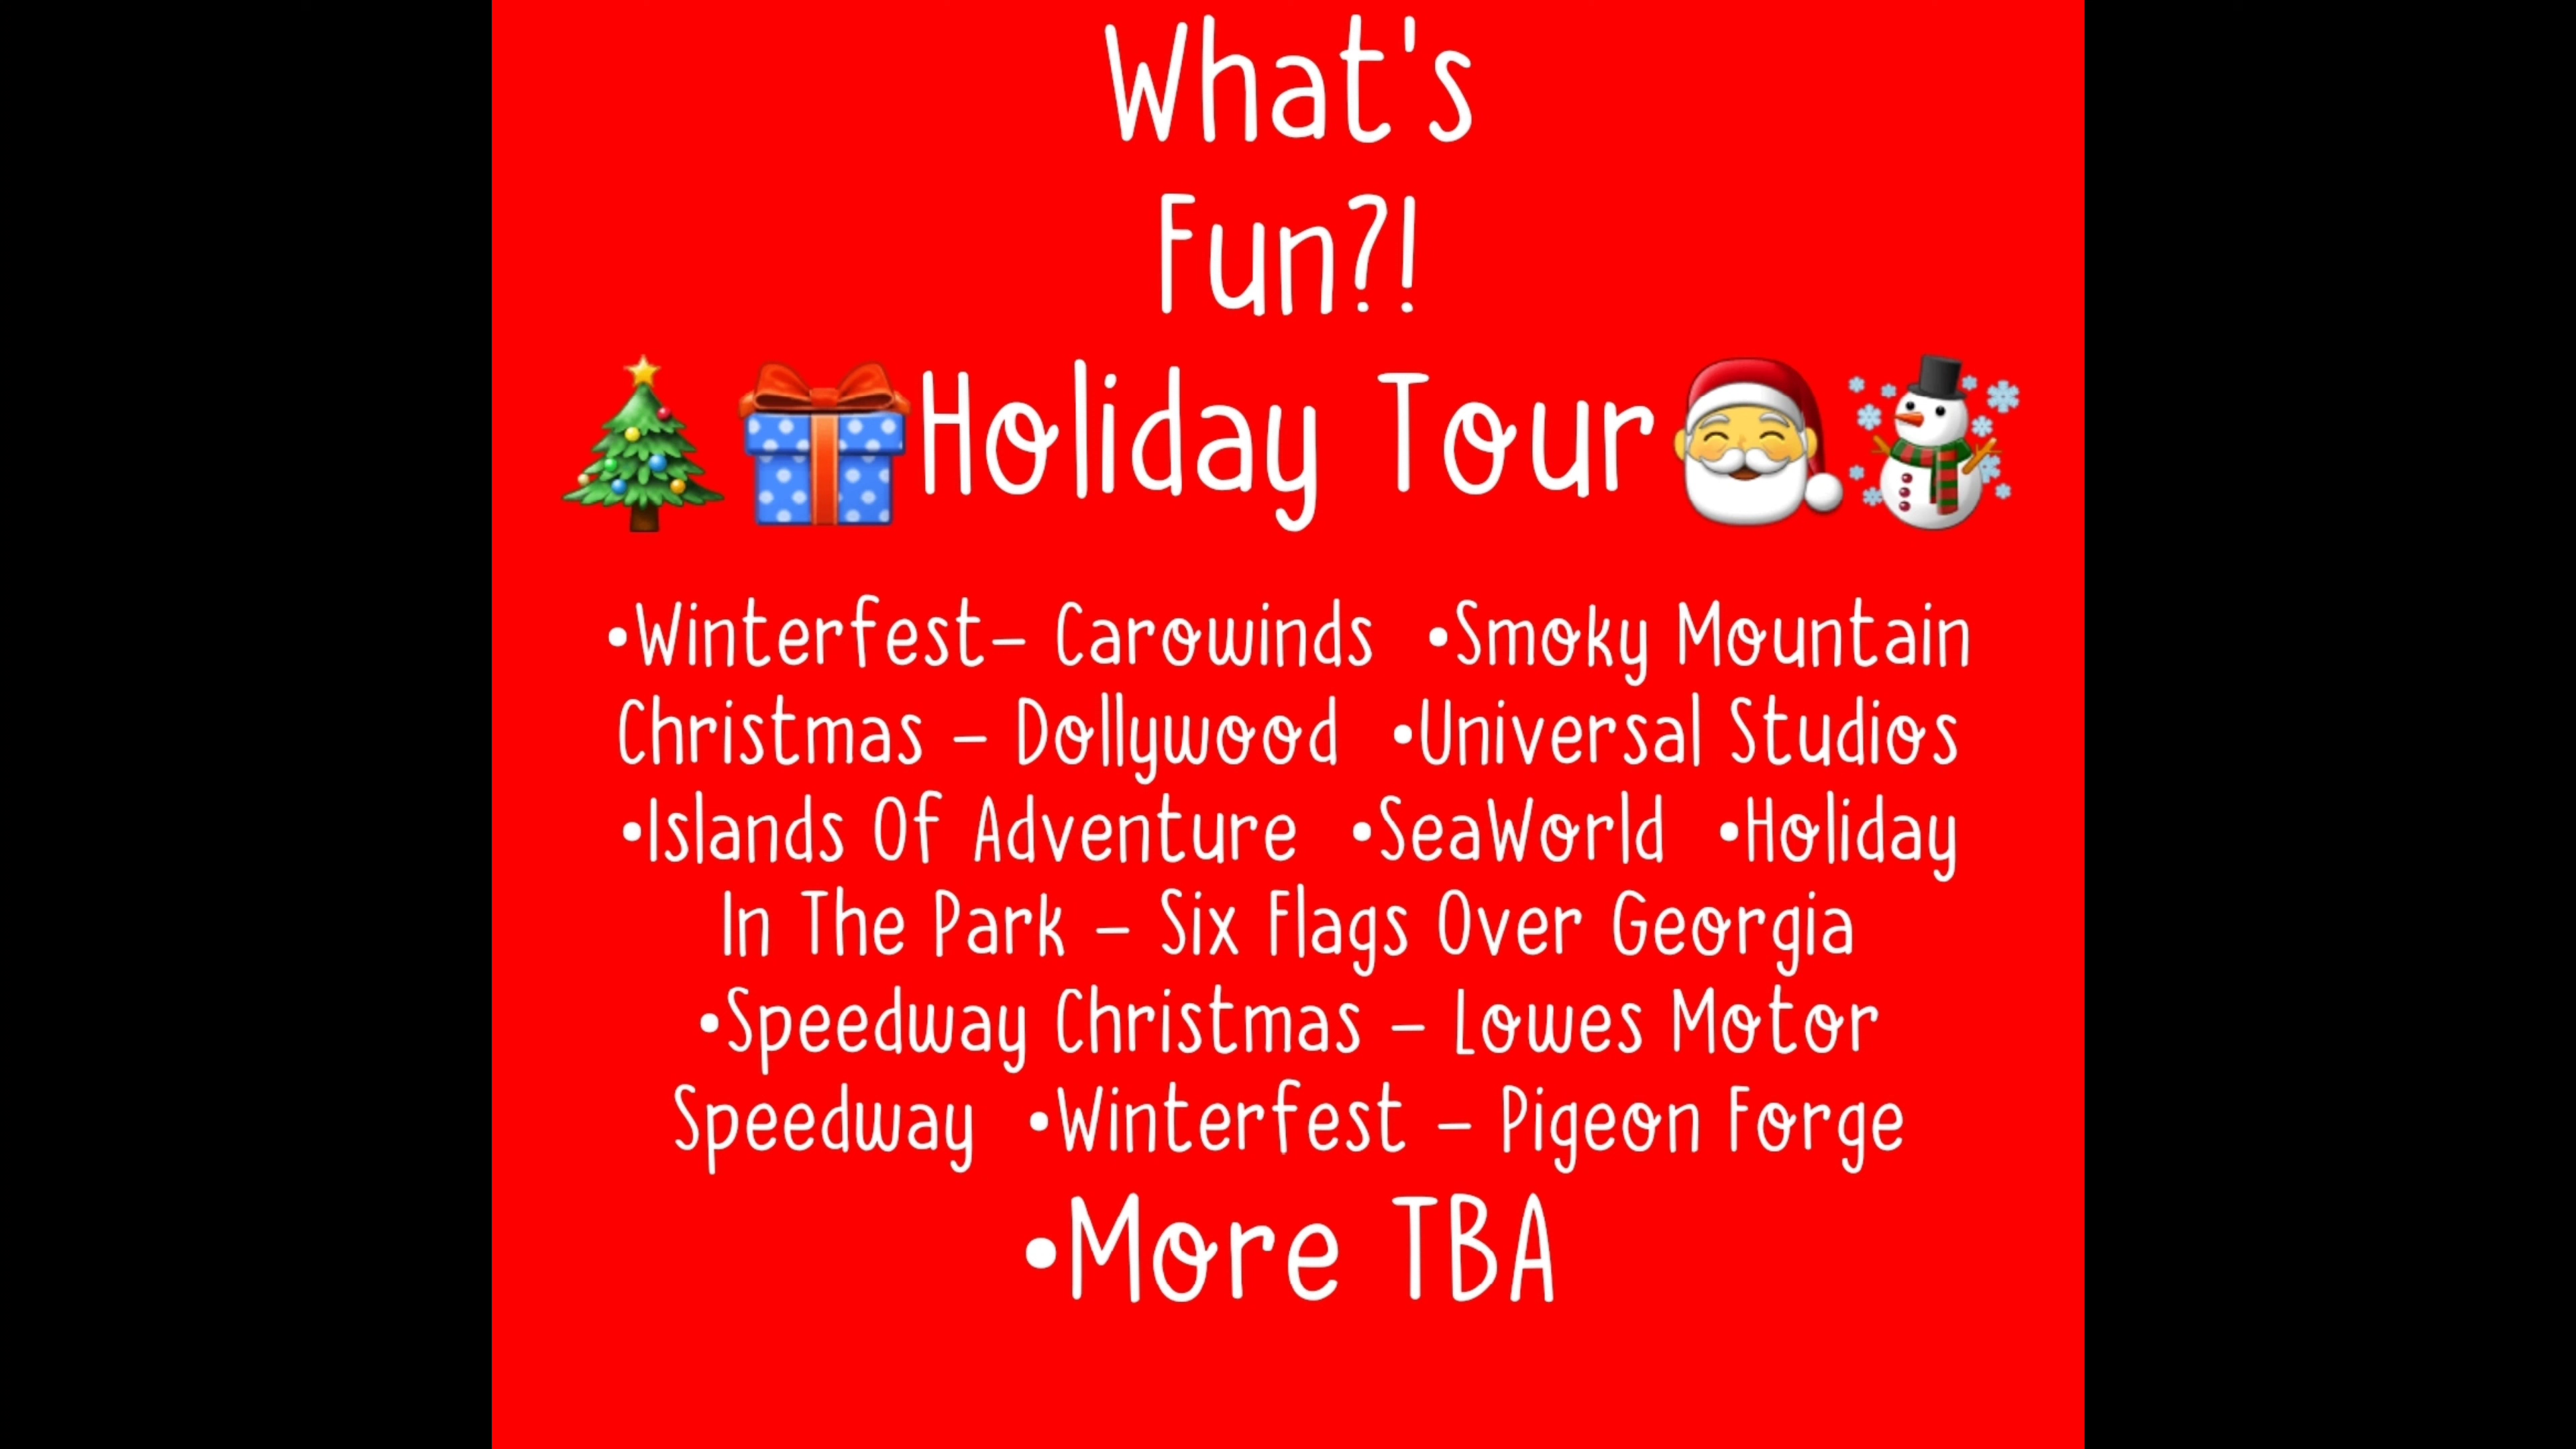 What's
Fun?!
🎄🎁Holiday Tour🎅☃
•Winterfest- Carowinds •Smoky Mountain
Christmas - Dollywood •Universal Studios
•Islands Of Adventure •SeaWorld •Holiday
In The Park - Six Flags Over Georgia
•Speedway Christmas - Lowes Motor
Speedway •Winterfest - Pigeon Forge
•More TBA